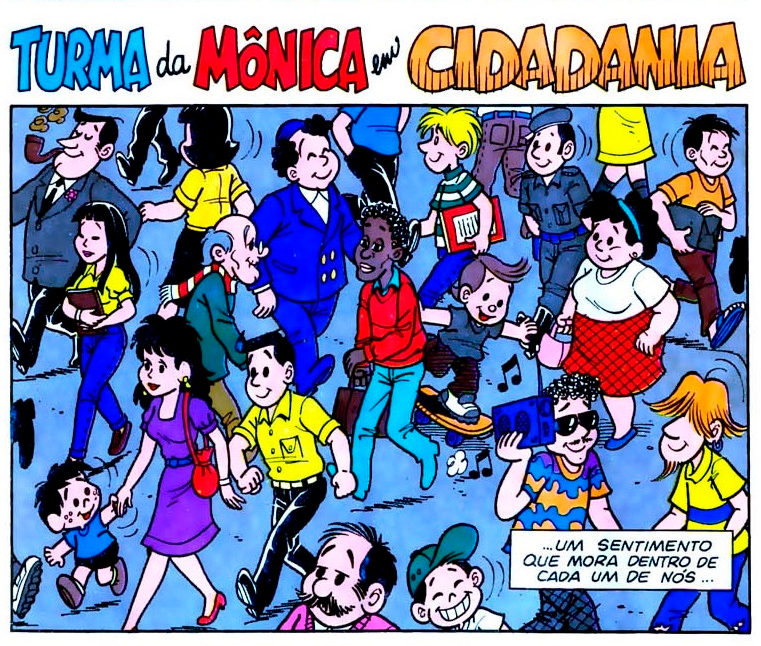 TURMA da MÔNICA em CIDADANIA
...UM SENTIMENTO
QUE MORA DENTRO DE
CADA UM DE NÓS...